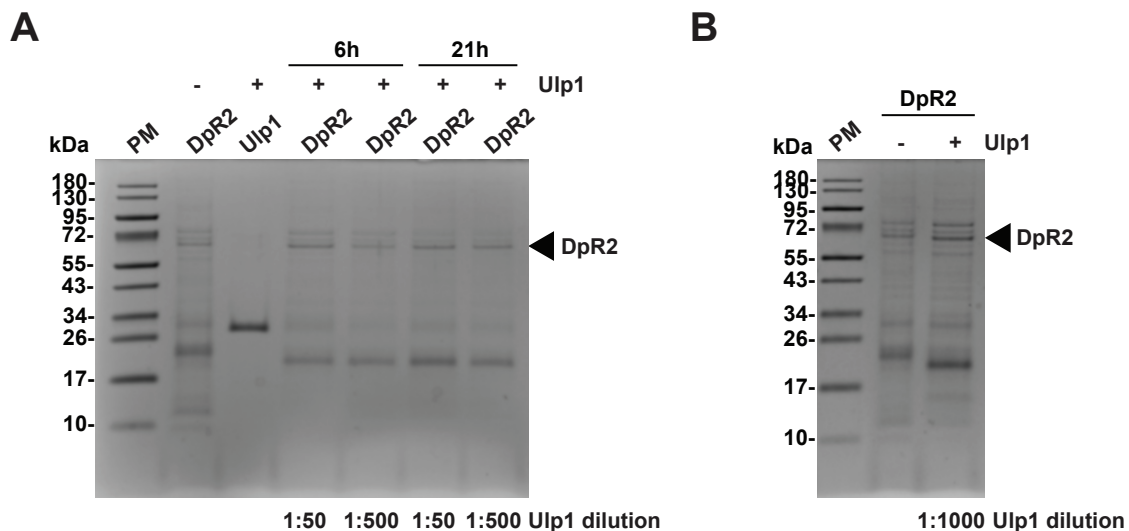 A
6h 21h
- + + + + + Ulp1
kDa PM DpR2 Ulp1 DpR2 DpR2 DpR2 DpR2
180-
130-
95-
72-
55-
43-
34-
26-
17-
10-
DpR2
1:50 1:500 1:50 1:500 Ulp1 dilution
B
DpR2
kDa PM - + Ulp1
180-
130-
95-
72-
55-
43-
34-
26-
17-
10-
DpR2
1:1000 Ulp1 dilution